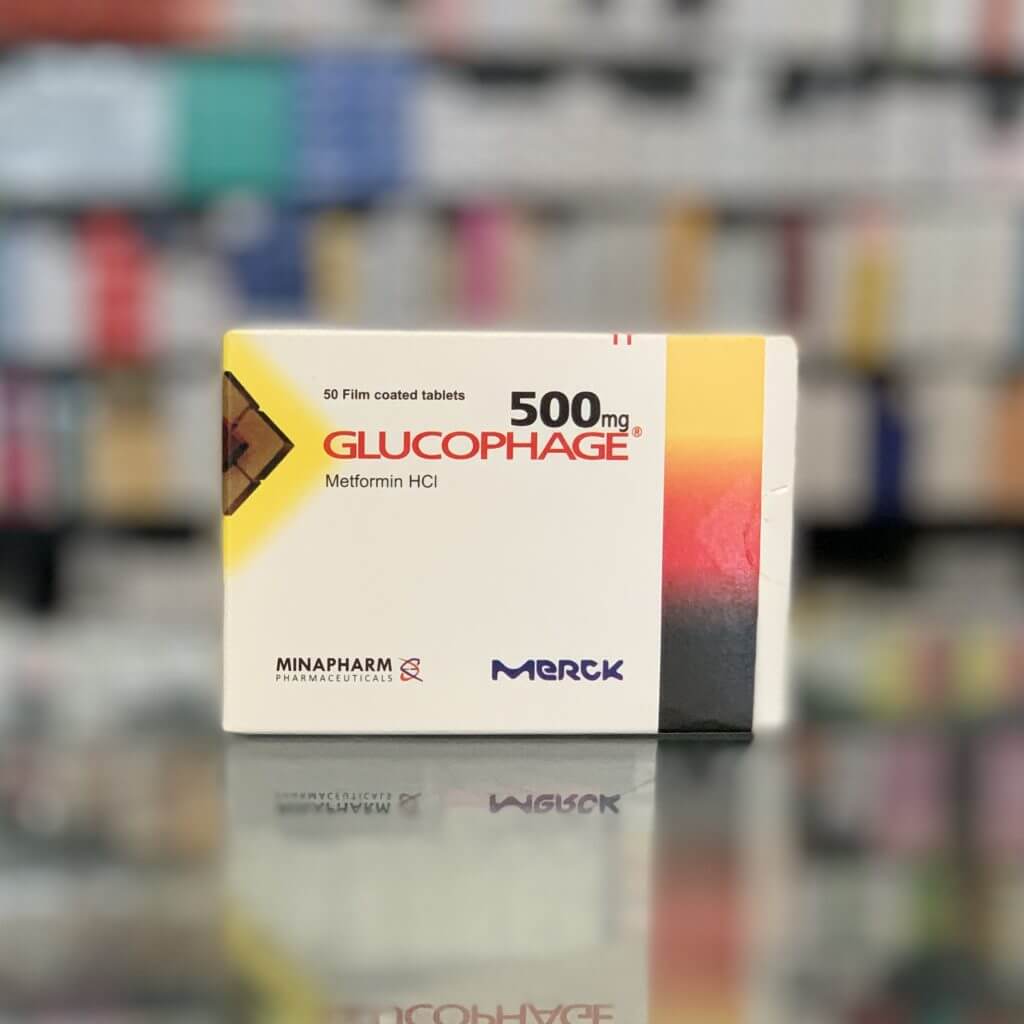 50 Film coated tablets
500mg
GLUCOPHAGE®
Metformin HCl
MINAPHARM
PHARMACEUTICALS
MERCK